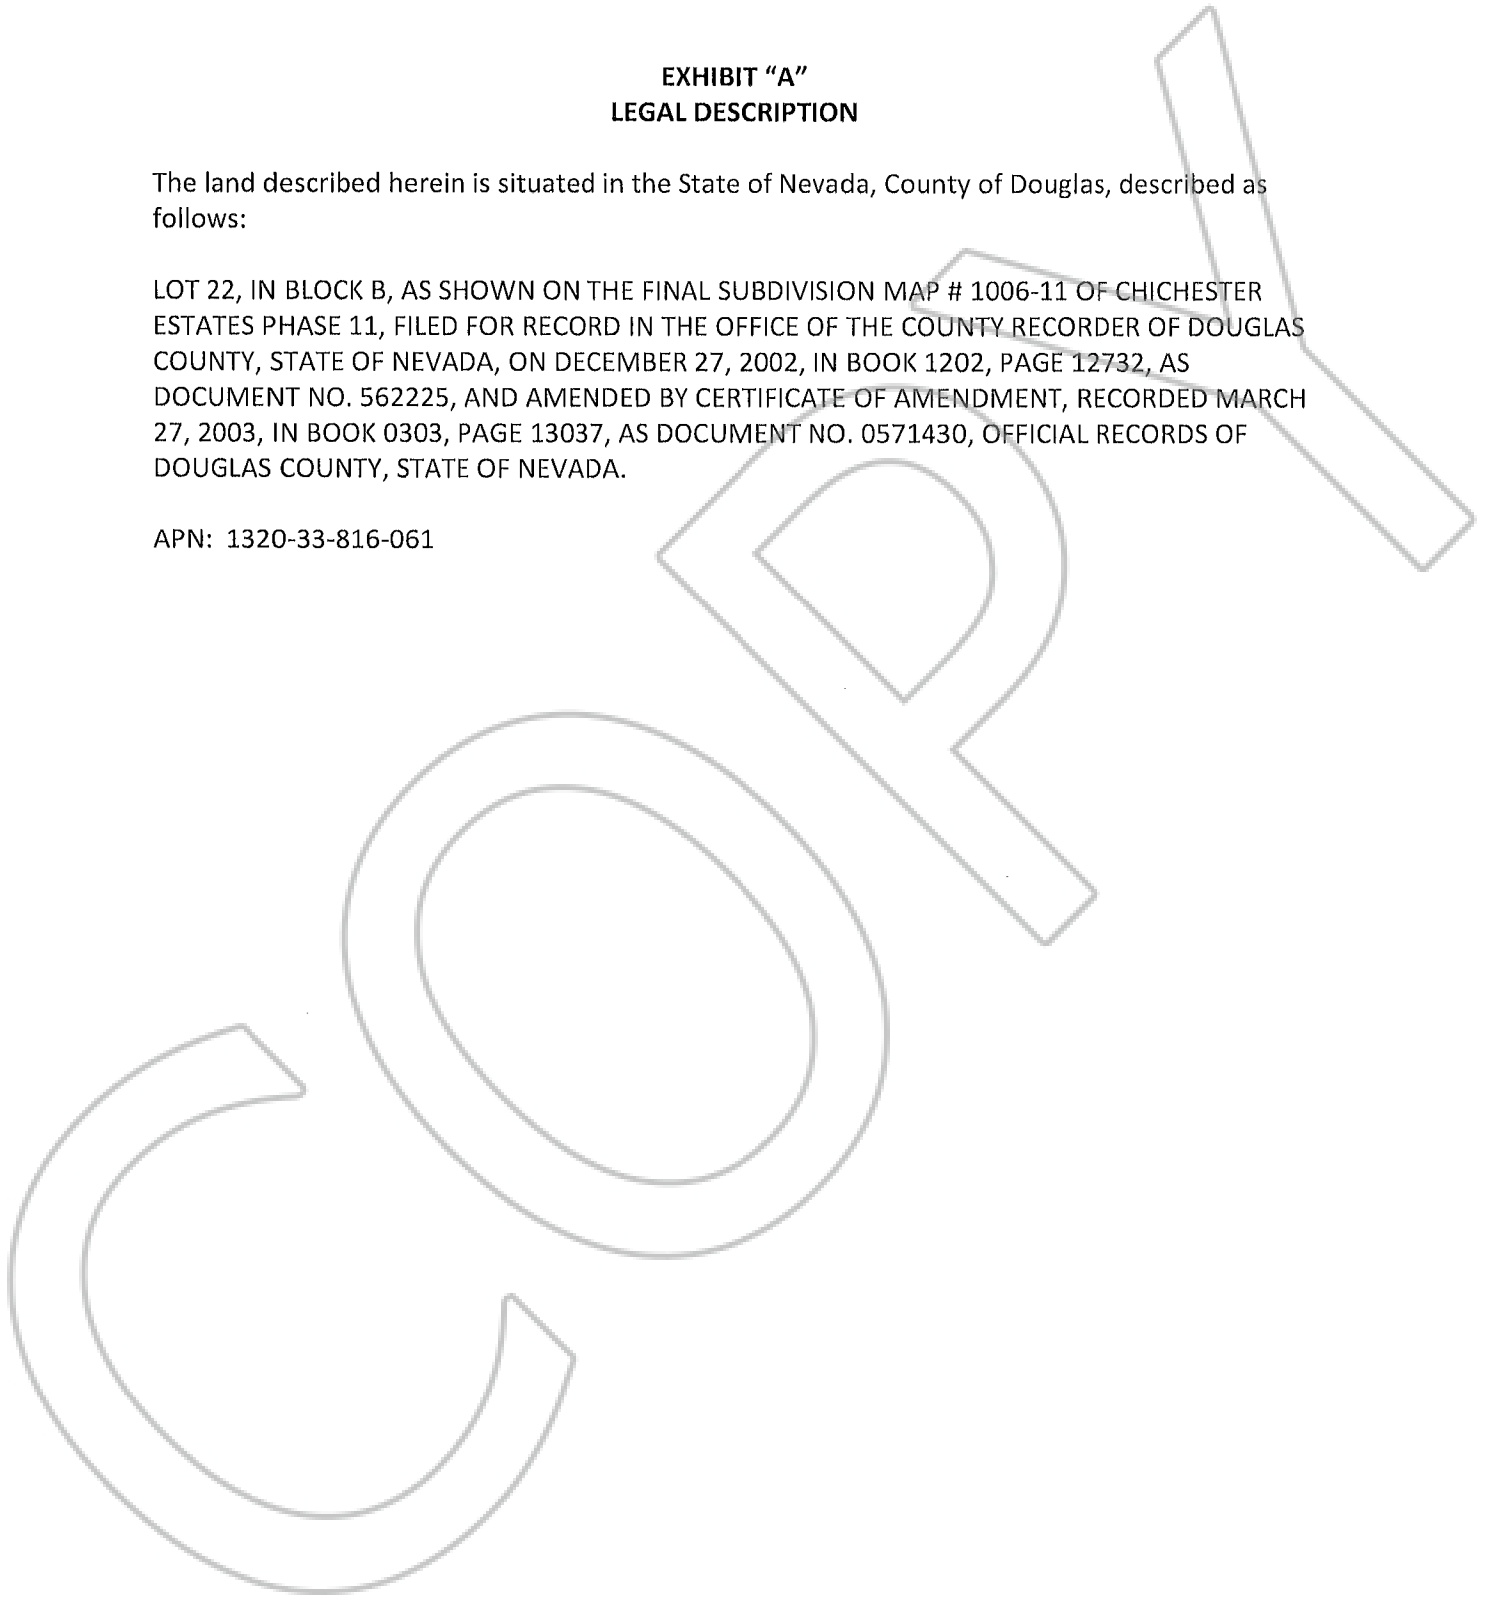 EXHIBIT “A”
LEGAL DESCRIPTION
The land described herein is situated in the State of Nevada, County of Douglas, described as
follows:
LOT 22, IN BLOCK B, AS SHOWN ON THE FINAL SUBDIVISION MAP # 1006-11 OF CHICHESTER
ESTATES PHASE 11, FILED FOR RECORD IN THE OFFICE OF THE COUNTY RECORDER OF DOUGLAS
COUNTY, STATE OF NEVADA, ON DECEMBER 27, 2002, IN BOOK 1202, PAGE 12732, AS
DOCUMENT NO. 562225, AND AMENDED BY CERTIFICATE OF AMENDMENT, RECORDED MARCH
27, 2003, IN BOOK 0303, PAGE 13037, AS DOCUMENT NO. 0571430, OFFICIAL RECORDS OF
DOUGLAS COUNTY, STATE OF NEVADA.
APN: 1320-33-816-061
COPY